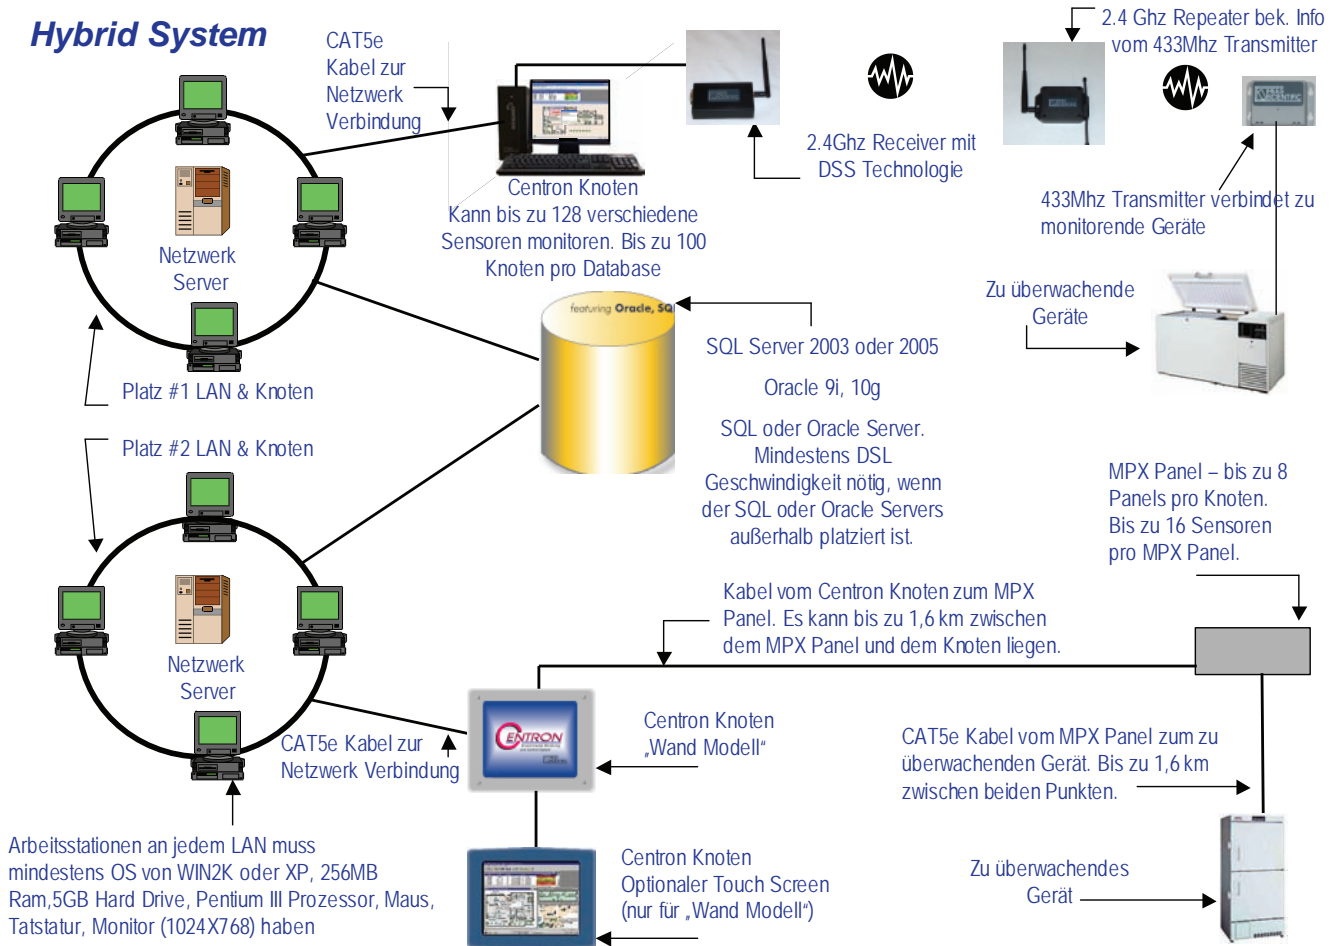 Hybrid System
CAT5e
Kabel zur
Netzwerk
Verbindung
2.4 Ghz Repeater bek. Info
vom 433Mhz Transmitter
2.4Ghz Receiver mit
DSS Technologie
433Mhz Transmitter verbindet zu
monitorende Geräte
Centron Knoten
Kann bis zu 128 verschiedene
Sensoren monitoren. Bis zu 100
Knoten pro Database
Netzwerk
Server
Zu überwachende
Geräte
featuring Oracle, SQ
SQL Server 2003 oder 2005
Oracle 9i, 10g
SQL oder Oracle Server.
Mindestens DSL
Geschwindigkeit nötig, wenn
der SQL oder Oracle Servers
außerhalb platziert ist.
Platz #1 LAN & Knoten
Platz #2 LAN & Knoten
MPX Panel – bis zu 8
Panels pro Knoten.
Bis zu 16 Sensoren
pro MPX Panel.
Kabel vom Centron Knoten zum MPX
Panel. Es kann bis zu 1,6 km zwischen
dem MPX Panel und dem Knoten liegen.
Netzwerk
Server
CENTRON
Centron Knoten
„Wand Modell“
CAT5e Kabel zur
Netzwerk Verbindung
CAT5e Kabel vom MPX Panel zum zu
überwachenden Gerät. Bis zu 1,6 km
zwischen beiden Punkten.
Arbeitsstationen an jedem LAN muss
mindestens OS von WIN2K oder XP, 256MB
Ram,5GB Hard Drive, Pentium III Prozessor, Maus,
Tatstatur, Monitor (1024X768) haben
Centron Knoten
Optionaler Touch Screen
(nur für „Wand Modell“)
Zu überwachendes
Gerät